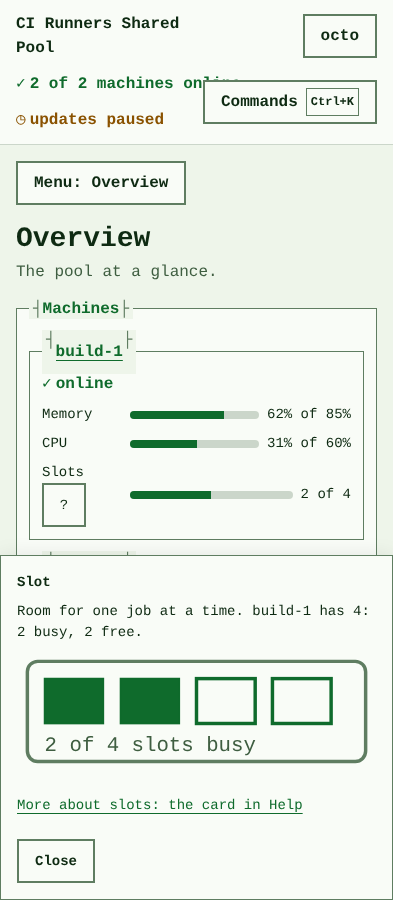 CI Runners Shared
Pool
octo
✓ 2 of 2 machines online
Commands Ctrl+K
◷ updates paused
Menu: Overview
Overview
The pool at a glance.
Machines
build-1
✓ online
Memory 62% of 85%
CPU 31% of 60%
Slots
? 2 of 4
Slot
Room for one job at a time. build-1 has 4:
2 busy, 2 free.
2 of 4 slots busy
More about slots: the card in Help
Close